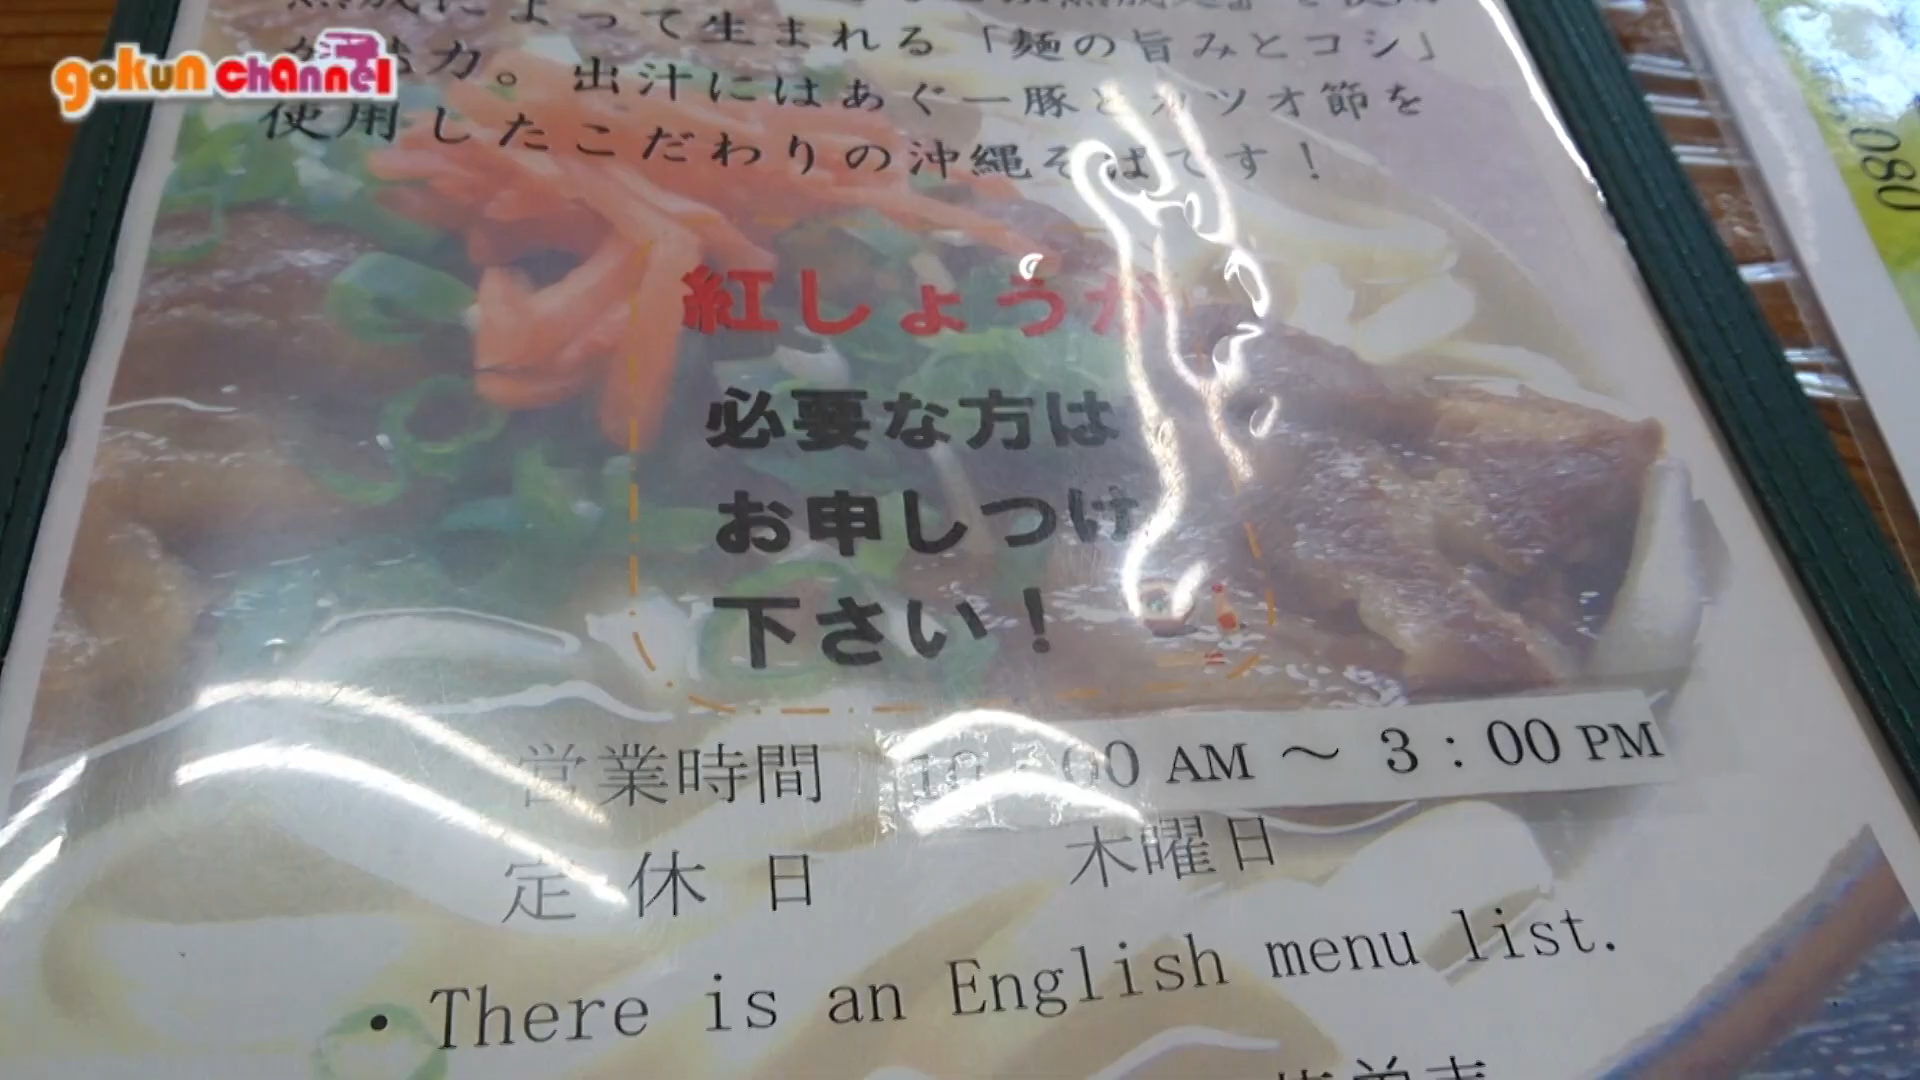 gokun channel
によって生まれる「麺の旨みとコシ」
力。出汁にはあぐー豚とカツオ節を
使用したこだわりの沖縄そばです！
紅しょうが
必要な方は
お申しつけ
下さい！
営業時間 10：00 AM ～ 3：00 PM
定休日 木曜日
・There is an English menu list.
080